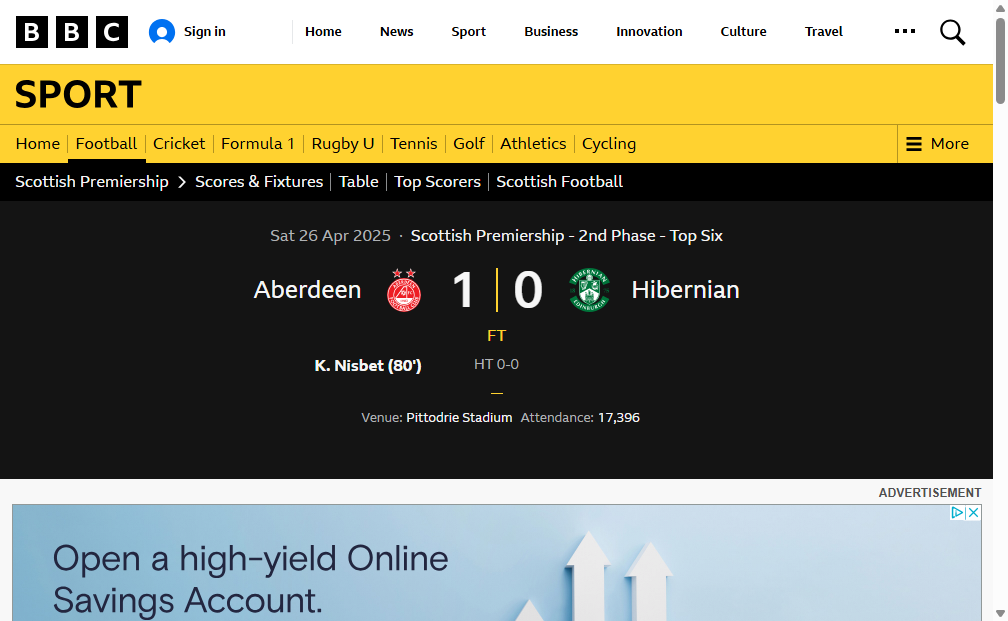 BBC Sign in Home News Sport Business Innovation Culture Travel
SPORT
Home Football Cricket Formula 1 Rugby U Tennis Golf Athletics Cycling More
Scottish Premiership Scores & Fixtures Table Top Scorers Scottish Football
Sat 26 Apr 2025 · Scottish Premiership - 2nd Phase - Top Six
Aberdeen 1 0 Hibernian
FT
K. Nisbet (80') HT 0-0
Venue: Pittodrie Stadium Attendance: 17,396
ADVERTISEMENT
Open a high-yield Online
Savings Account.